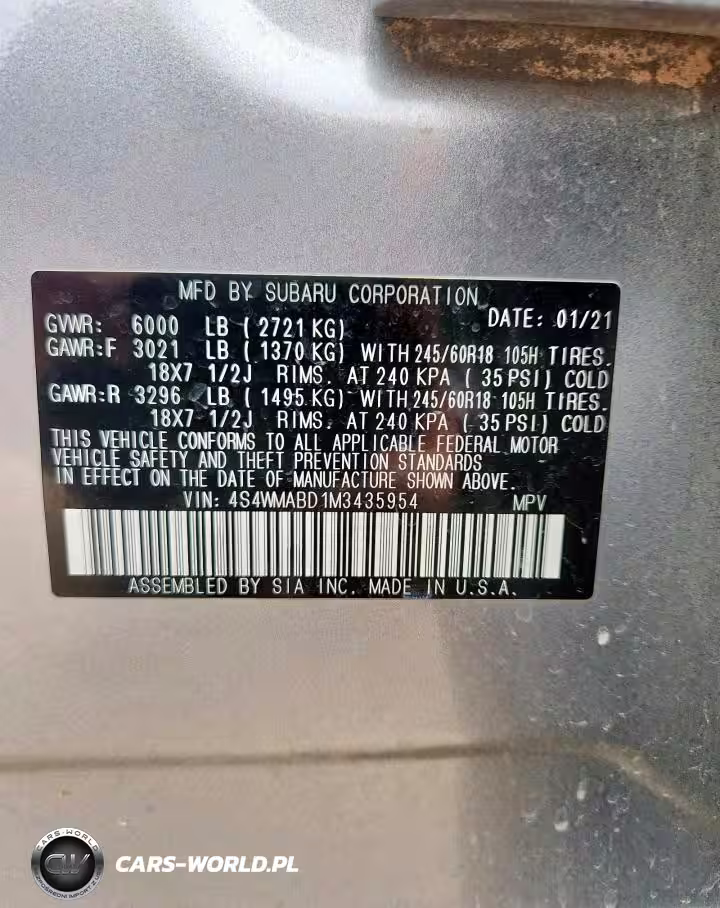 MFD BY SUBARU CORPORATION
DATE: 01/21
GVWR: 6000 LB ( 2721 KG)
GAWR:F 3021 LB ( 1370 KG) WITH 245/60R18 105H TIRES.
18X7 1/2J RIMS. AT 240 KPA ( 35 PSI) COLD
GAWR:R 3296 LB ( 1495 KG) WITH 245/60R18 105H TIRES.
18X7 1/2J RIMS. AT 240 KPA ( 35 PSI) COLD
THIS VEHICLE CONFORMS TO ALL APPLICABLE FEDERAL MOTOR
VEHICLE SAFETY AND THEFT PREVENTION STANDARDS
IN EFFECT ON THE DATE OF MANUFACTURE SHOWN ABOVE.
VIN: 4S4WMABD1M3435954 MPV
ASSEMBLED BY SIA INC. MADE IN U.S.A.
CARS-WORLD
CW
CARS-WORLD.PL